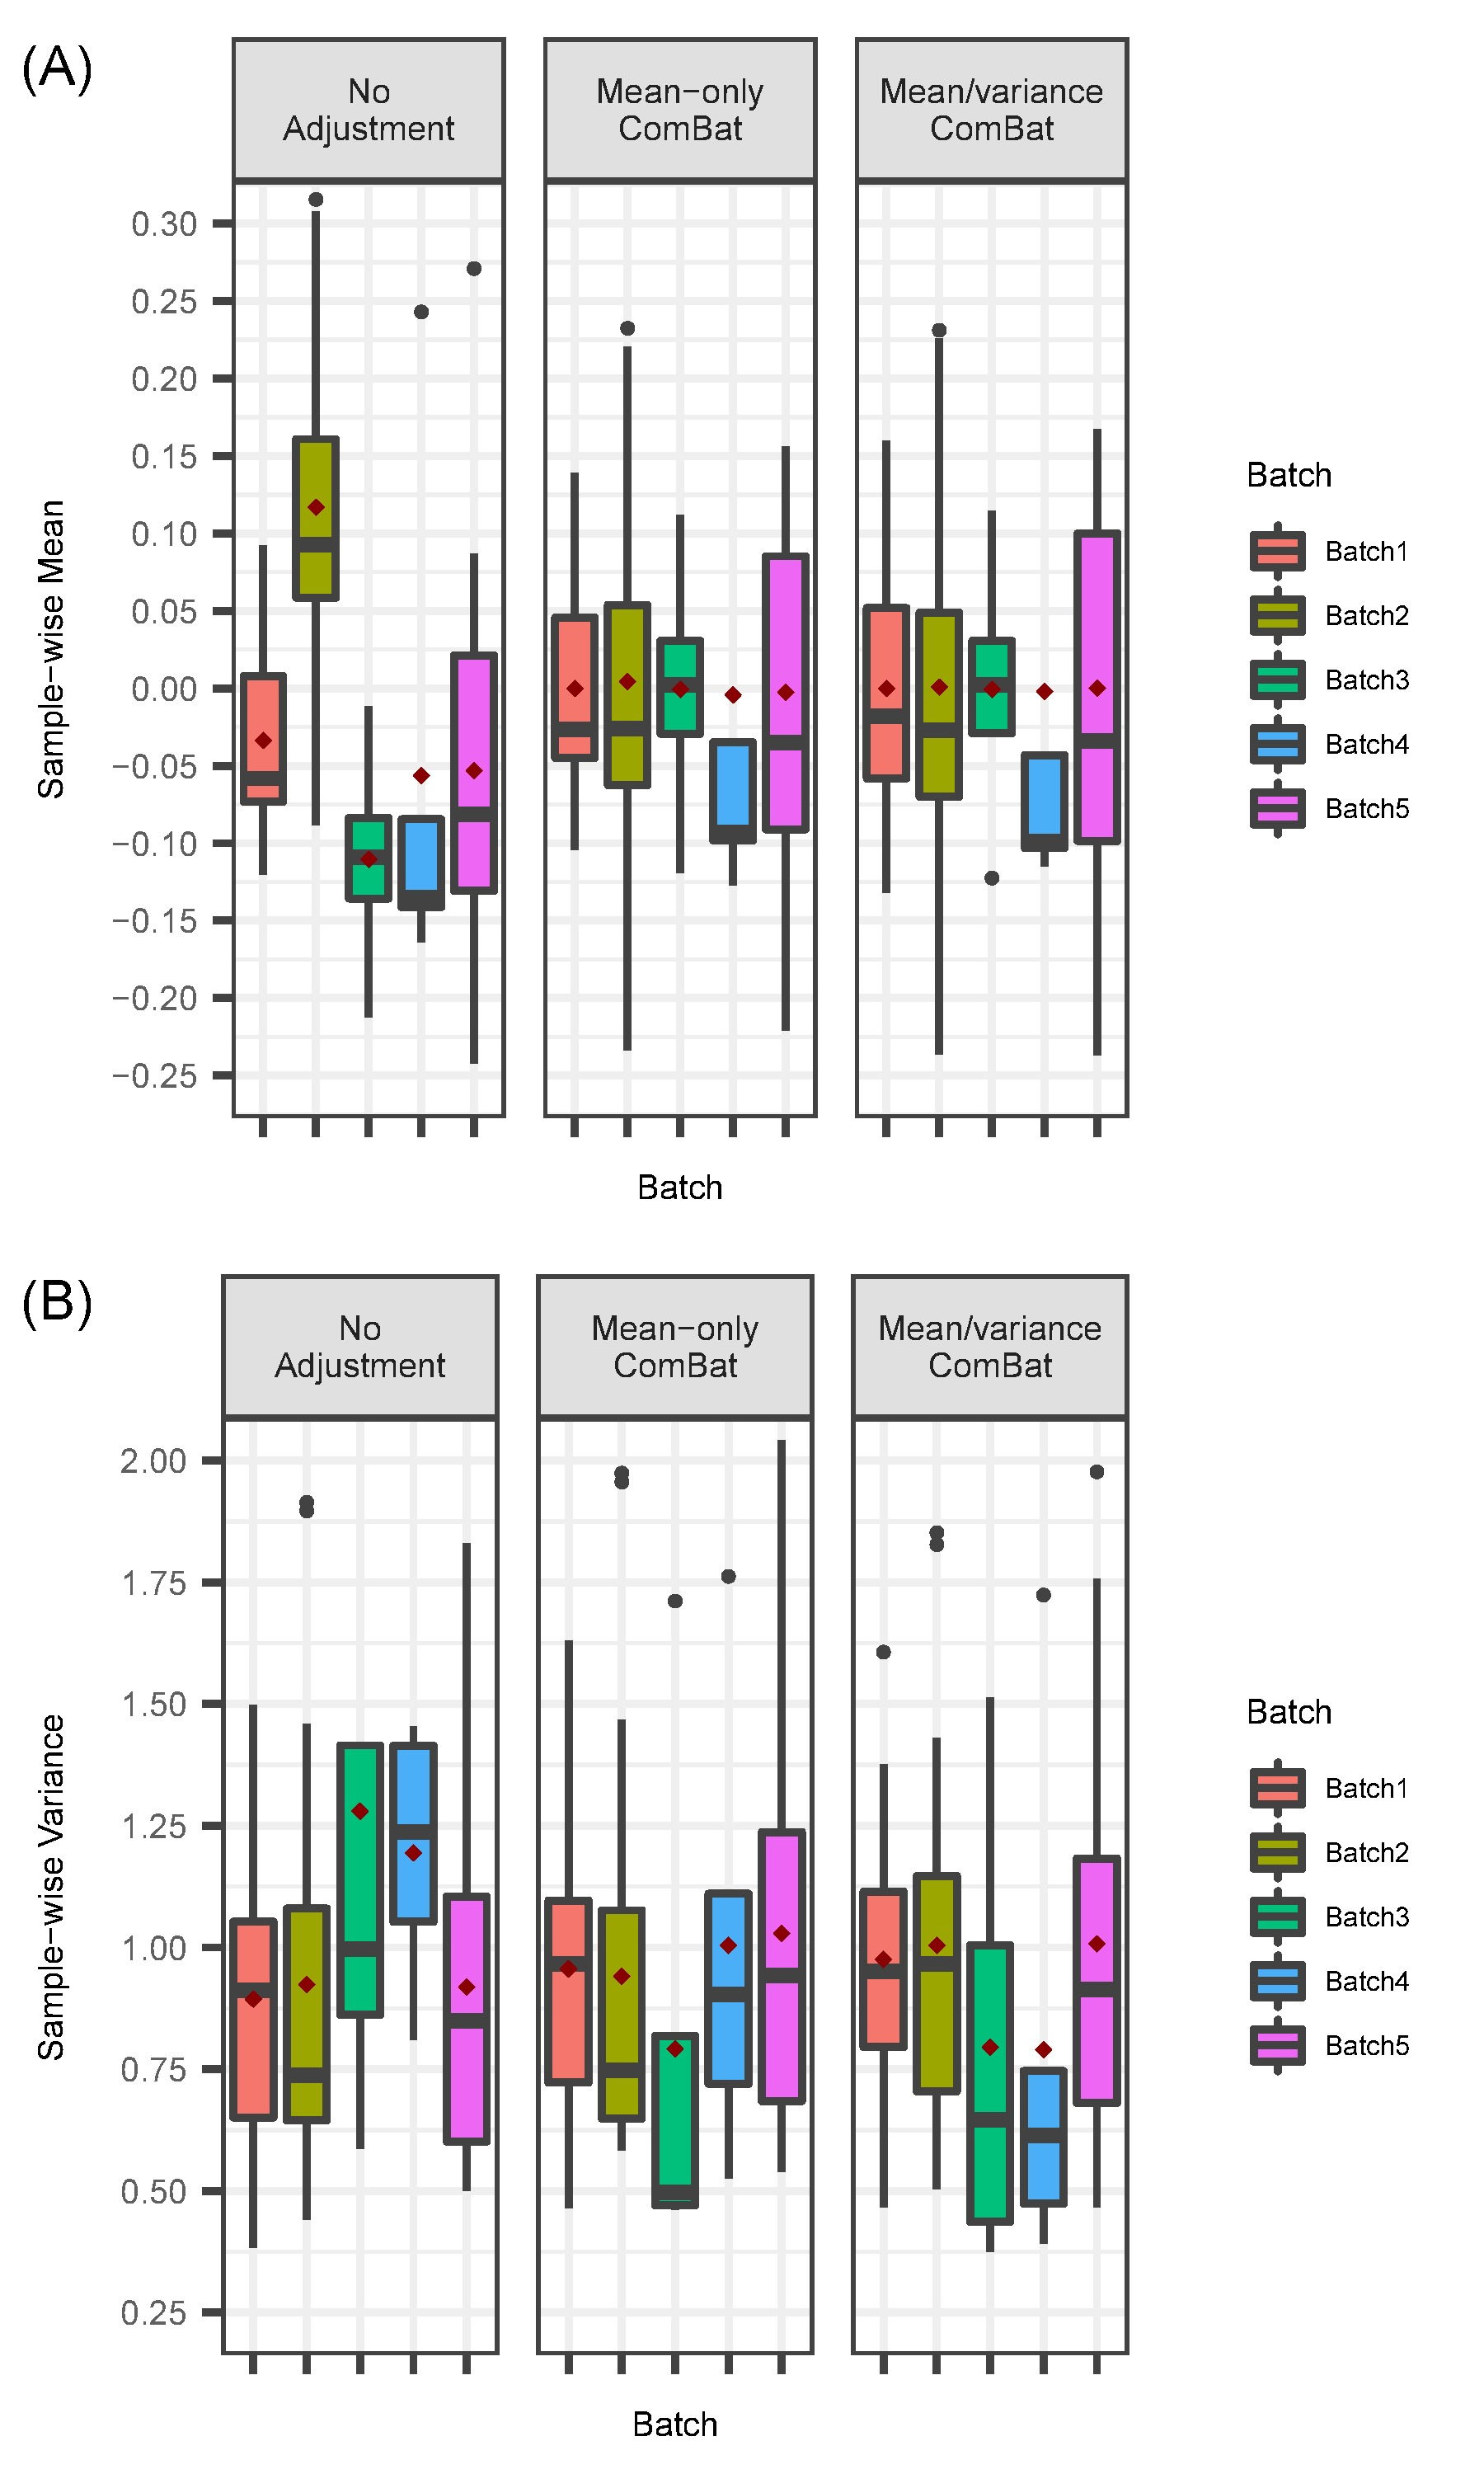 (A)
No
Adjustment
Mean−only
ComBat
Mean/variance
ComBat
0.30
0.25
0.20
0.15
0.10
0.05
0.00
−0.05
−0.10
−0.15
−0.20
−0.25
Sample−wise Mean
Batch
Batch
Batch1
Batch2
Batch3
Batch4
Batch5
(B)
No
Adjustment
Mean−only
ComBat
Mean/variance
ComBat
2.00
1.75
1.50
1.25
1.00
0.75
0.50
0.25
Sample−wise Variance
Batch
Batch
Batch1
Batch2
Batch3
Batch4
Batch5